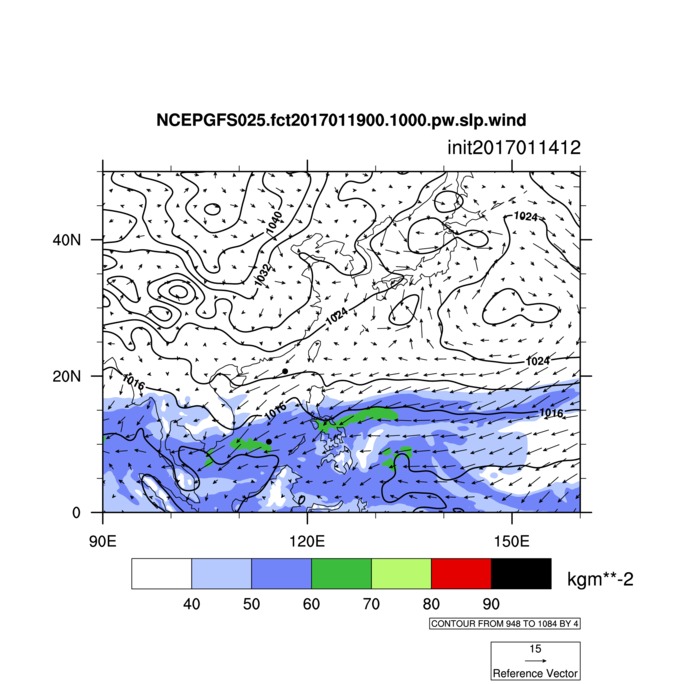 NCEPGFS025.fct2017011900.1000.pw.slp.wind
init2017011412
1040
1024
40N
1032
1024
1024
20N
1016
1016
1016
0
90E 120E 150E
kgm**-2
40 50 60 70 80 90
CONTOUR FROM 948 TO 1084 BY 4
15
Reference Vector